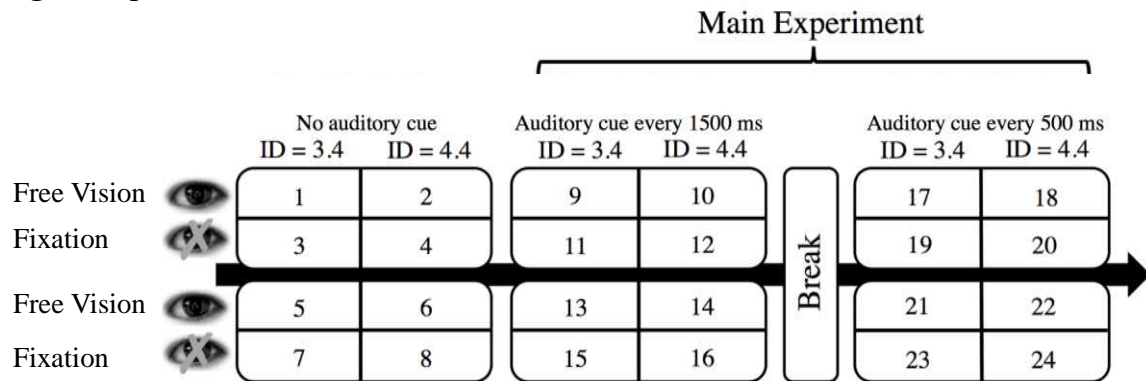 Main Experiment
No auditory cue Auditory cue every 1500 ms Auditory cue every 500 ms
ID = 3.4 ID = 4.4 ID = 3.4 ID = 4.4 ID = 3.4 ID = 4.4
Free Vision 1 2 9 10 17 18
Fixation 3 4 11 12 19 20
Break
Free Vision 5 6 13 14 21 22
Fixation 7 8 15 16 23 24